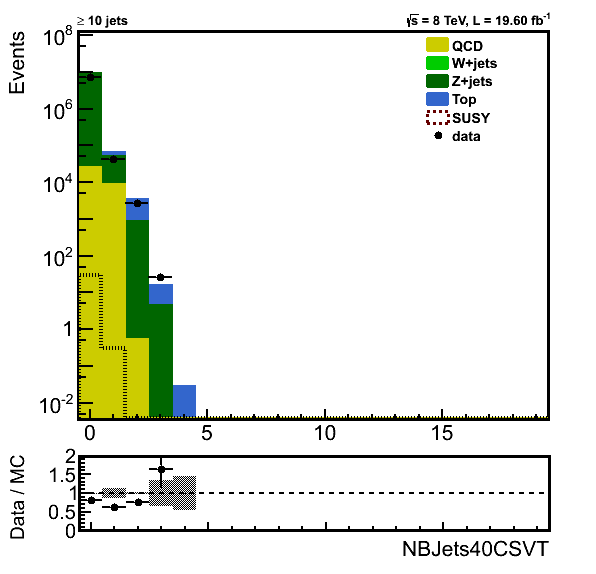 ≥ 10 jets
√s = 8 TeV, L = 19.60 fb⁻¹
Events
10⁸
10⁶
10⁴
10²
1
10⁻²
QCD
W+jets
Z+jets
Top
SUSY
data
0 5 10 15
Data / MC
2
1.5
1
0.5
0
NBJets40CSVT